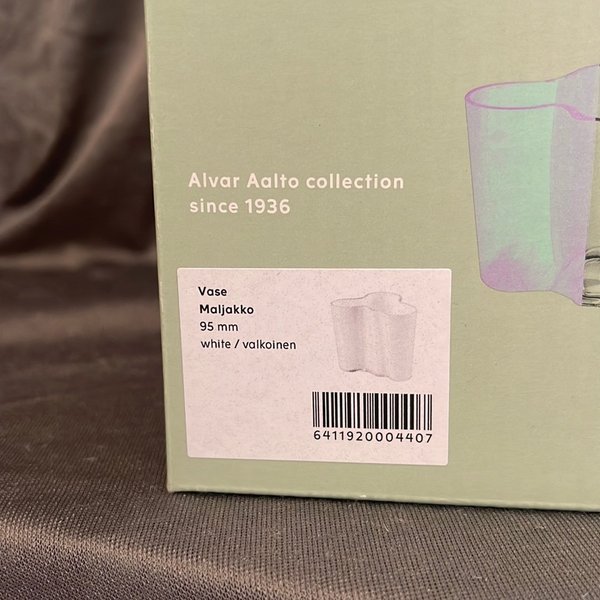 Alvar Aalto collection
since 1936
Vase
Maljakko
95 mm
white / valkoinen
6411920004407